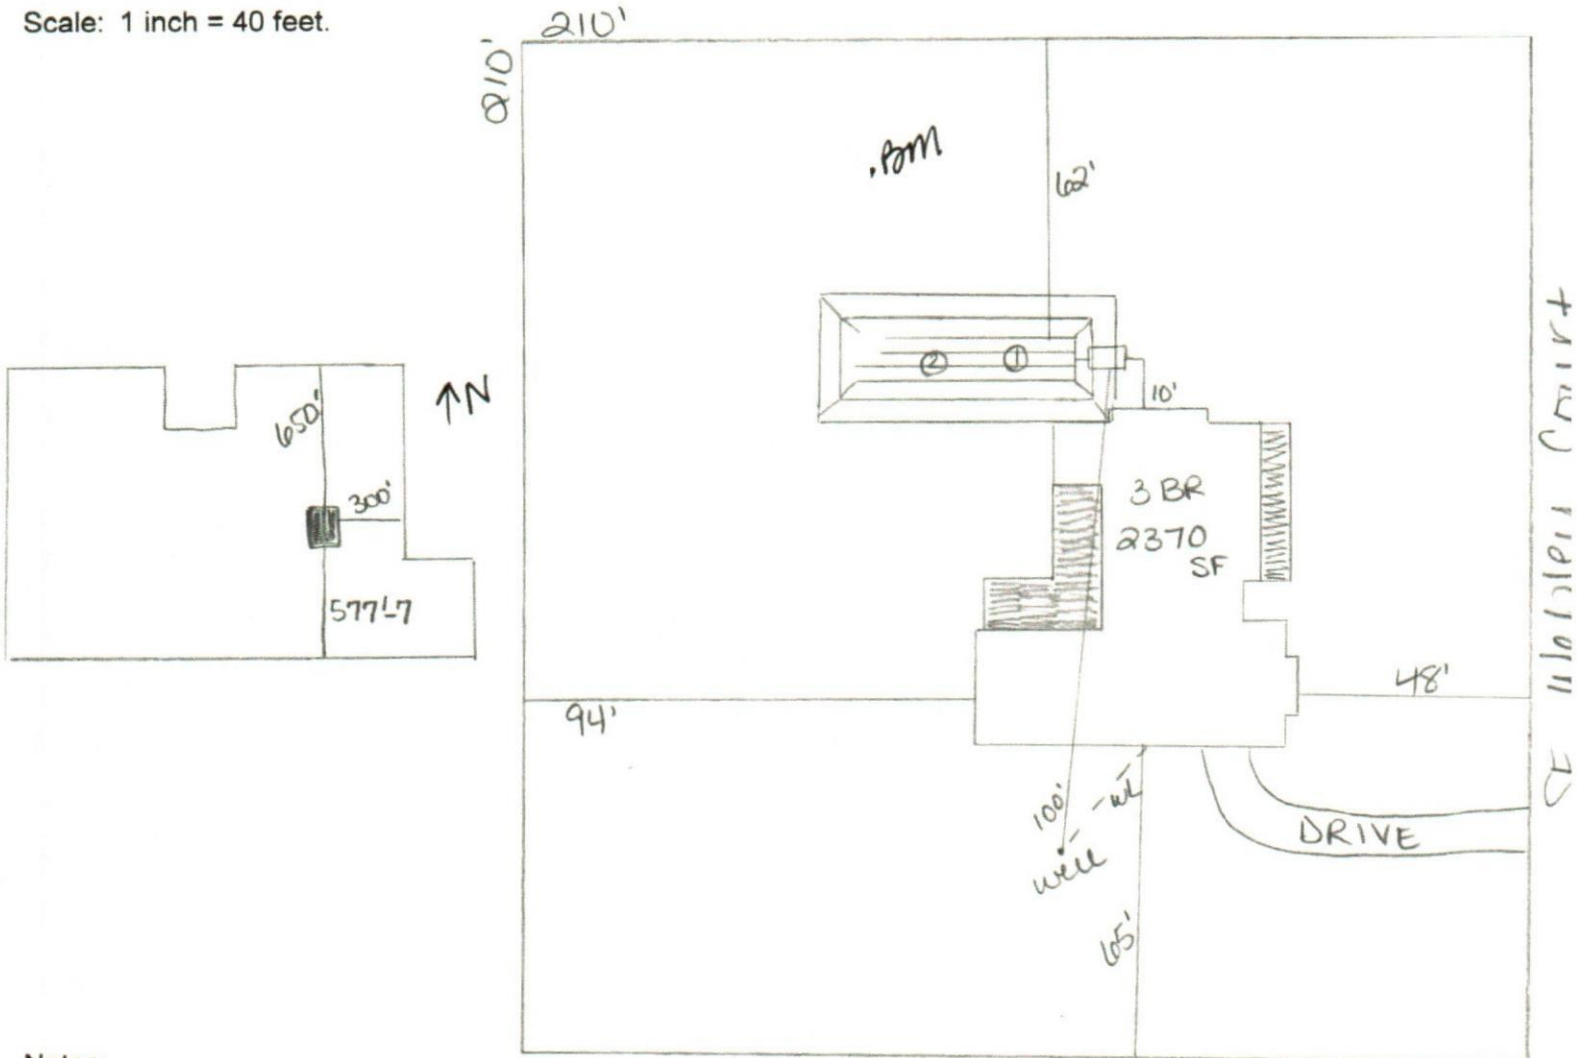 Scale: 1 inch = 40 feet.
210'
210'
.BM
62'
↑N
650'
300'
577'-7
② ①
10'
3 BR
2370
SF
94'
48'
100'
-WL
well
DRIVE
65'
Court